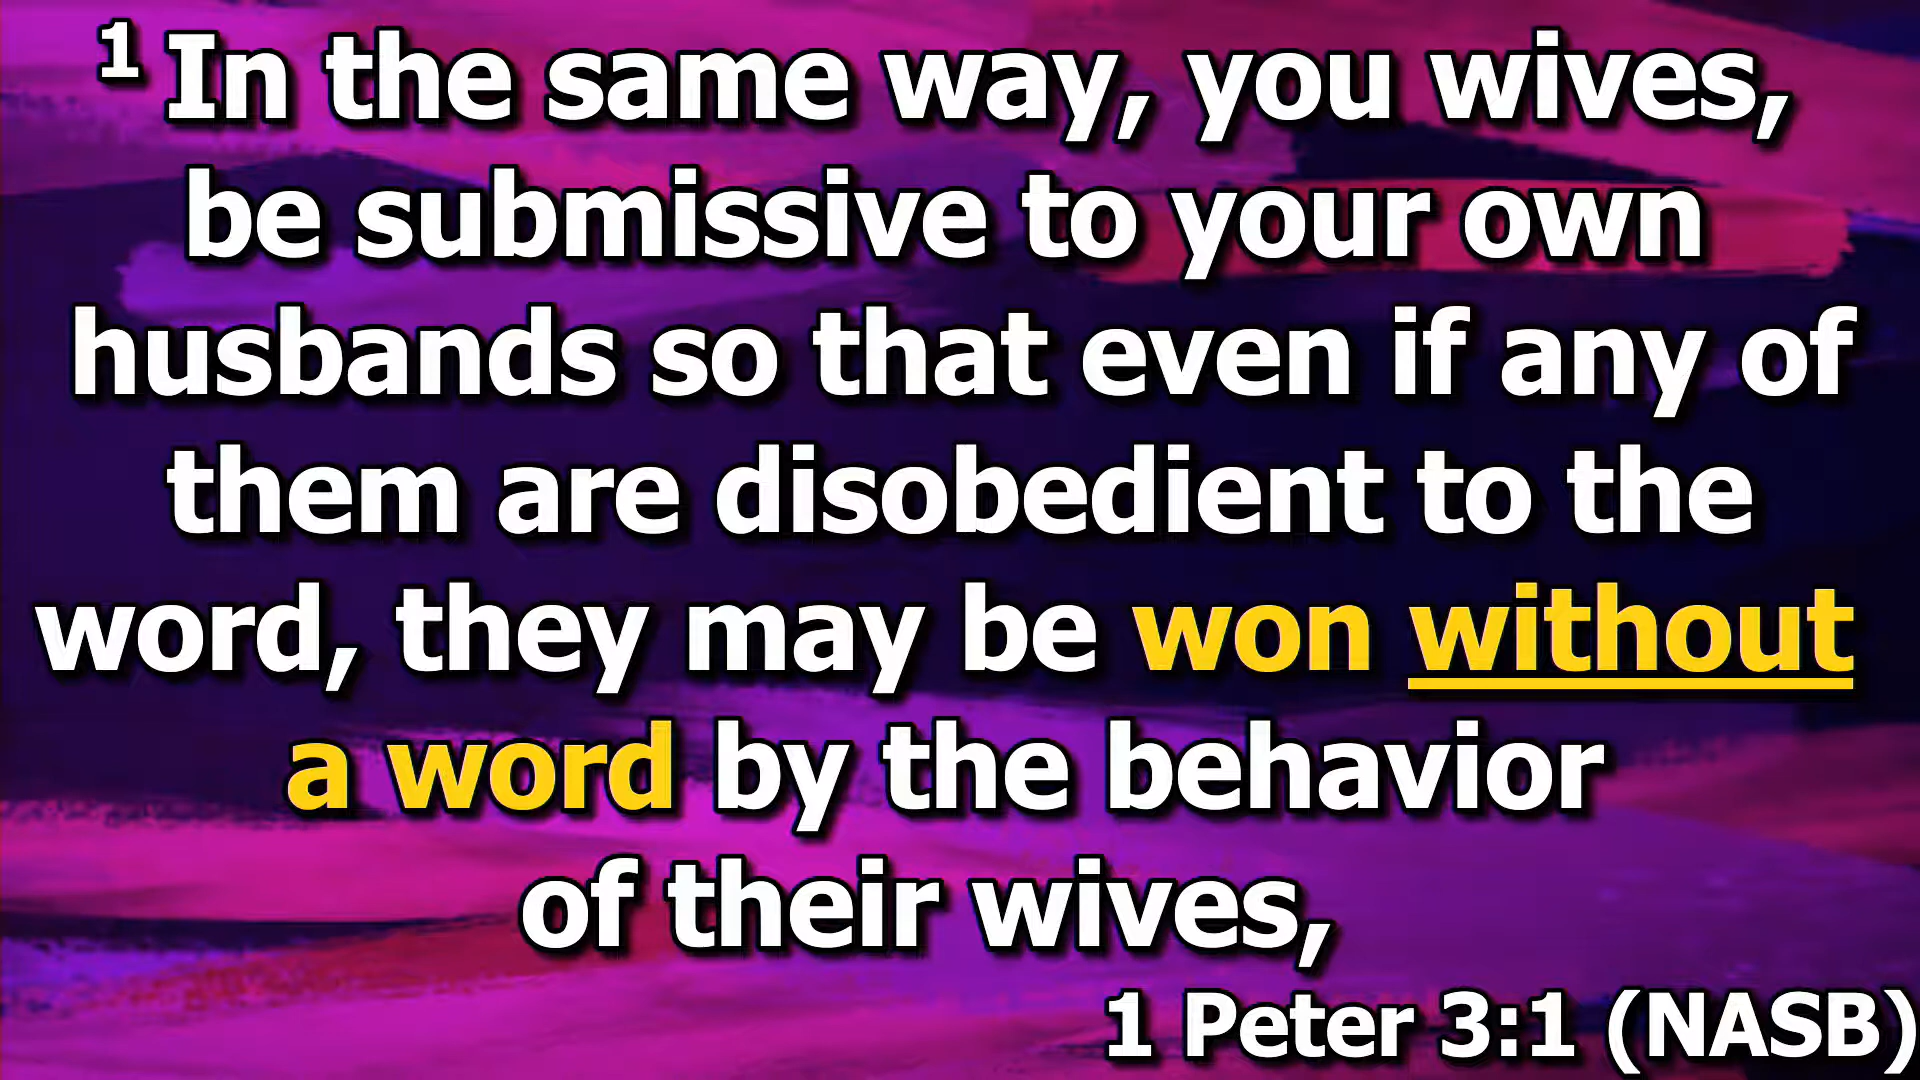 1 In the same way, you wives,
be submissive to your own
husbands so that even if any of
them are disobedient to the
word, they may be won without
a word by the behavior
of their wives,
1 Peter 3:1 (NASB)